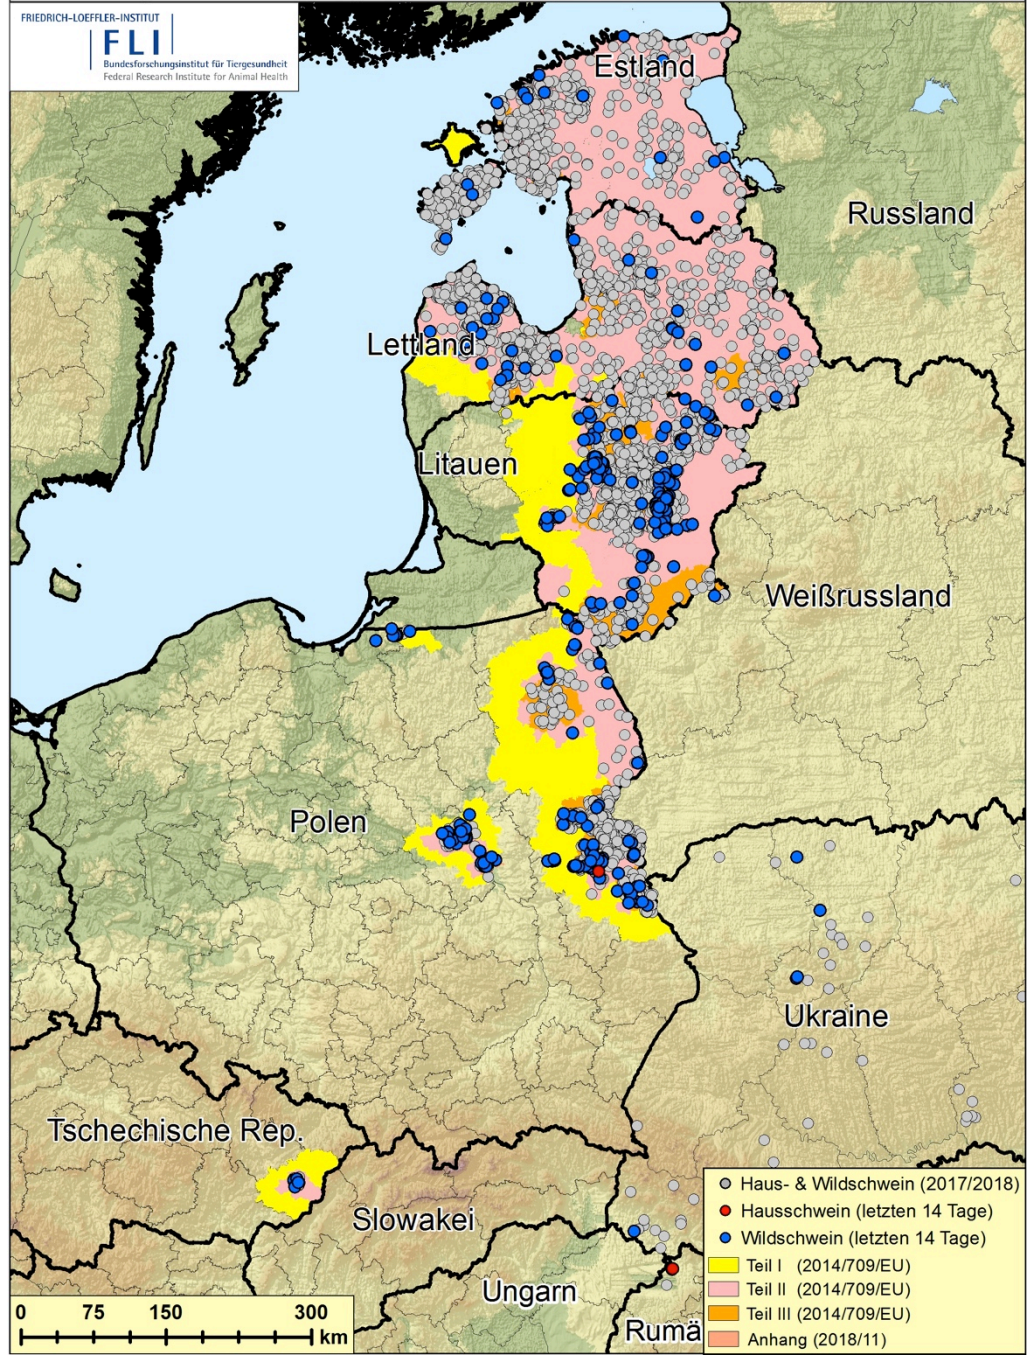 FRIEDRICH-LOEFFLER-INSTITUT
FLI
Bundesforschungsinstitut für Tiergesundheit
Federal Research Institute for Animal Health
Estland
Russland
Lettland
Litauen
Weißrussland
Polen
Ukraine
Tschechische Rep.
Slowakei
Ungarn
Rumä
Haus- & Wildschwein (2017/2018)
Hausschwein (letzten 14 Tage)
Wildschwein (letzten 14 Tage)
Teil I (2014/709/EU)
Teil II (2014/709/EU)
Teil III (2014/709/EU)
Anhang (2018/11)
0 75 150 300
km